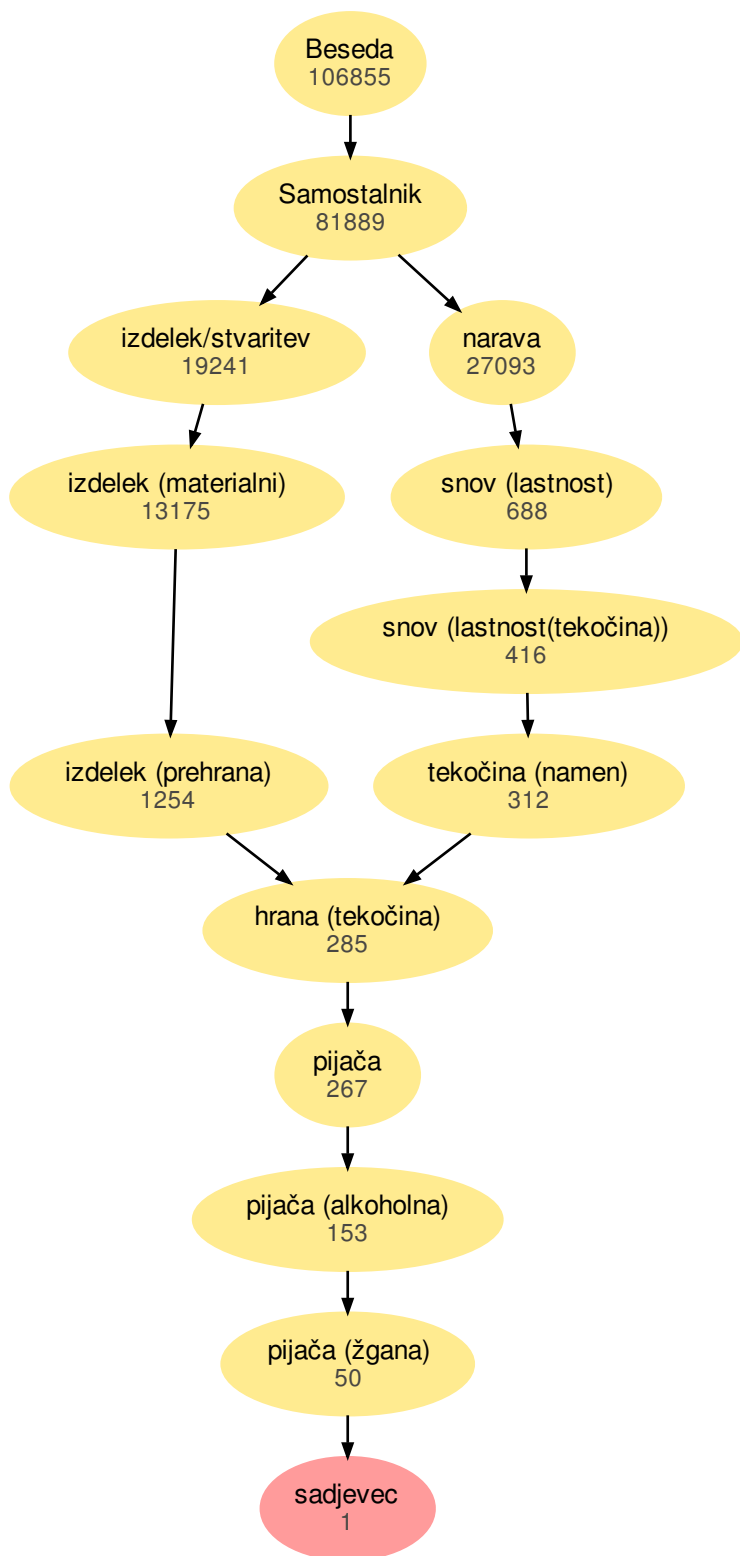 Beseda
106855
Samostalnik
81889
izdelek/stvaritev
19241
narava
27093
izdelek (materialni)
13175
snov (lastnost)
688
snov (lastnost(tekočina))
416
izdelek (prehrana)
1254
tekočina (namen)
312
hrana (tekočina)
285
pijača
267
pijača (alkoholna)
153
pijača (žgana)
50
sadjevec
1